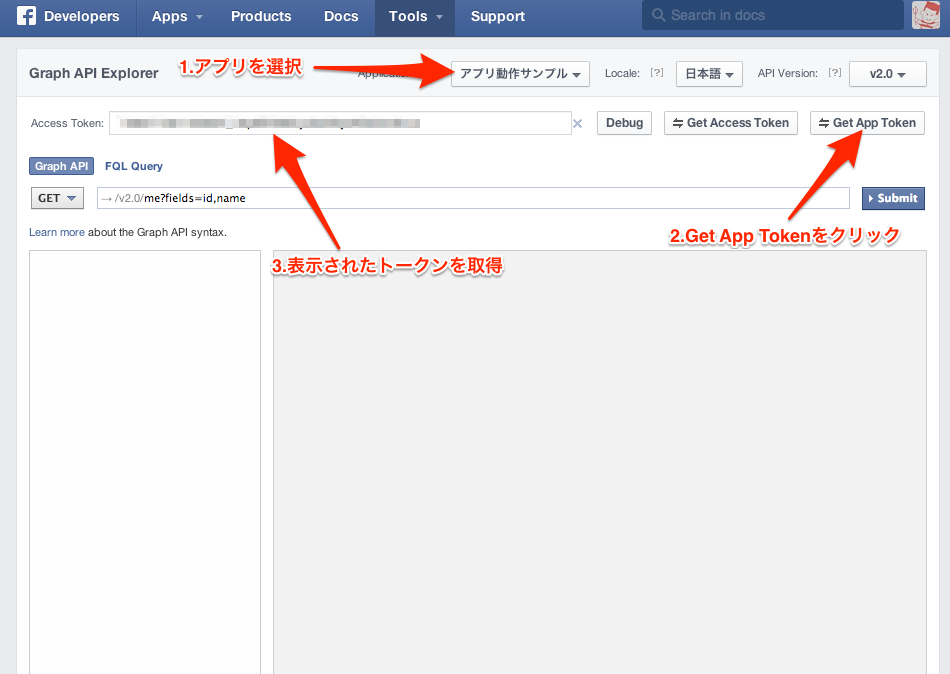 Developers Apps Products Docs Tools Support Search in docs
Graph API Explorer 1.アプリを選択 Application: アプリ動作サンプル Locale: [?] 日本語 API Version: [?] v2.0
Access Token: Debug Get Access Token Get App Token
Graph API FQL Query
GET →/v2.0/me?fields=id,name Submit
Learn more about the Graph API syntax.
2.Get App Tokenをクリック
3.表示されたトークンを取得